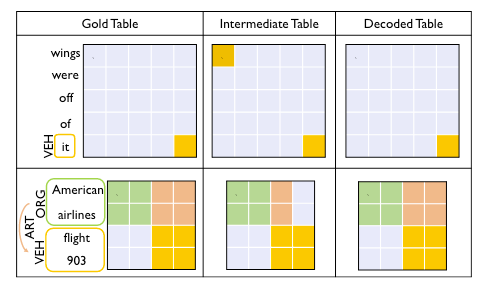 Gold Table Intermediate Table Decoded Table
wings
were
off
of
VEH it
American
ORG
airlines
ART
flight
VEH
903